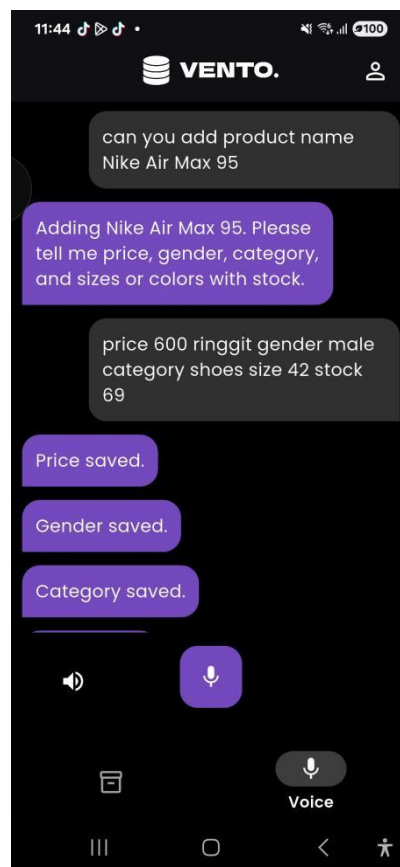 11:44
100
VENTO.
can you add product name
Nike Air Max 95
Adding Nike Air Max 95. Please
tell me price, gender, category,
and sizes or colors with stock.
price 600 ringgit gender male
category shoes size 42 stock
69
Price saved.
Gender saved.
Category saved.
Voice